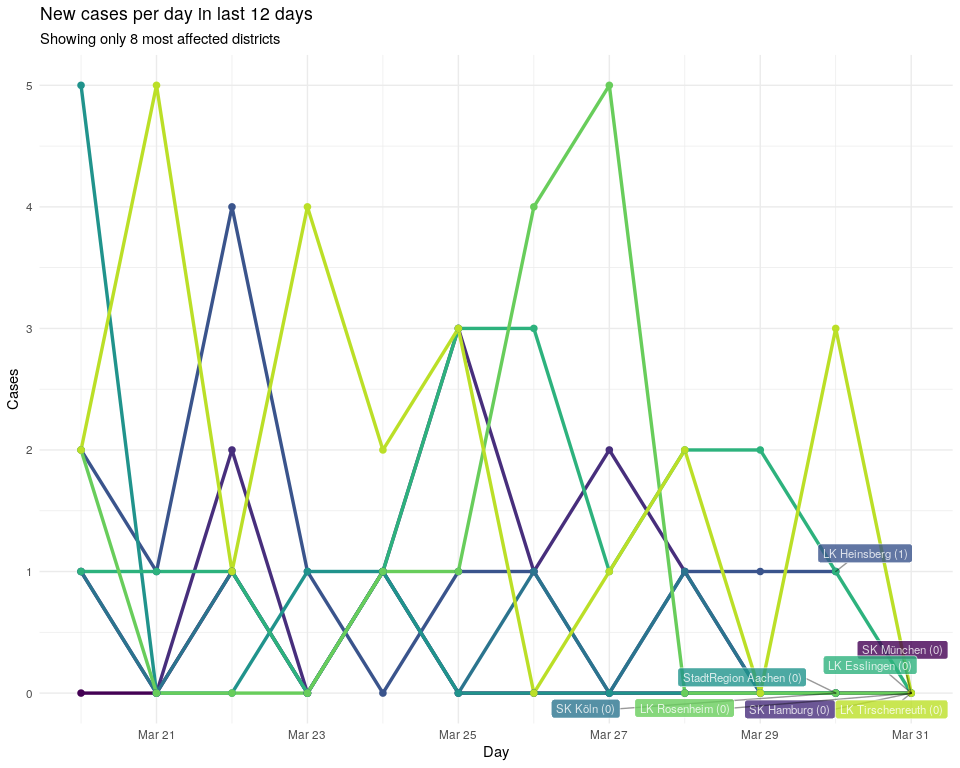 New cases per day in last 12 days
Showing only 8 most affected districts
Cases
5
4
3
2
1
0
LK Heinsberg (1)
SK München (0)
LK Esslingen (0)
StadtRegion Aachen (0)
SK Köln (0)
LK Rosenheim (0)
SK Hamburg (0)
LK Tirschenreuth (0)
Mar 21
Mar 23
Mar 25
Mar 27
Mar 29
Mar 31
Day